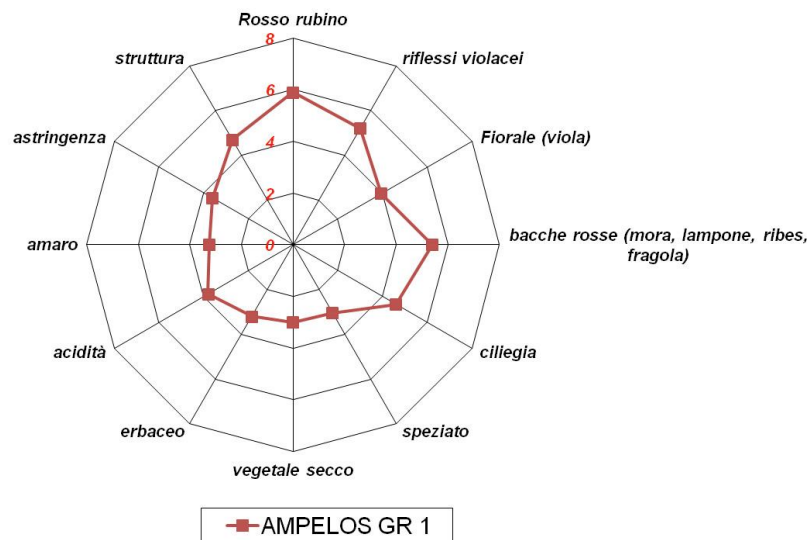 Rosso rubino
8
struttura
riflessi violacei
6
astringenza
Fiorale (viola)
4
2
amaro
0
bacche rosse (mora, lampone, ribes,
fragola)
acidità
ciliegia
erbaceo
speziato
vegetale secco
AMPELOS GR 1